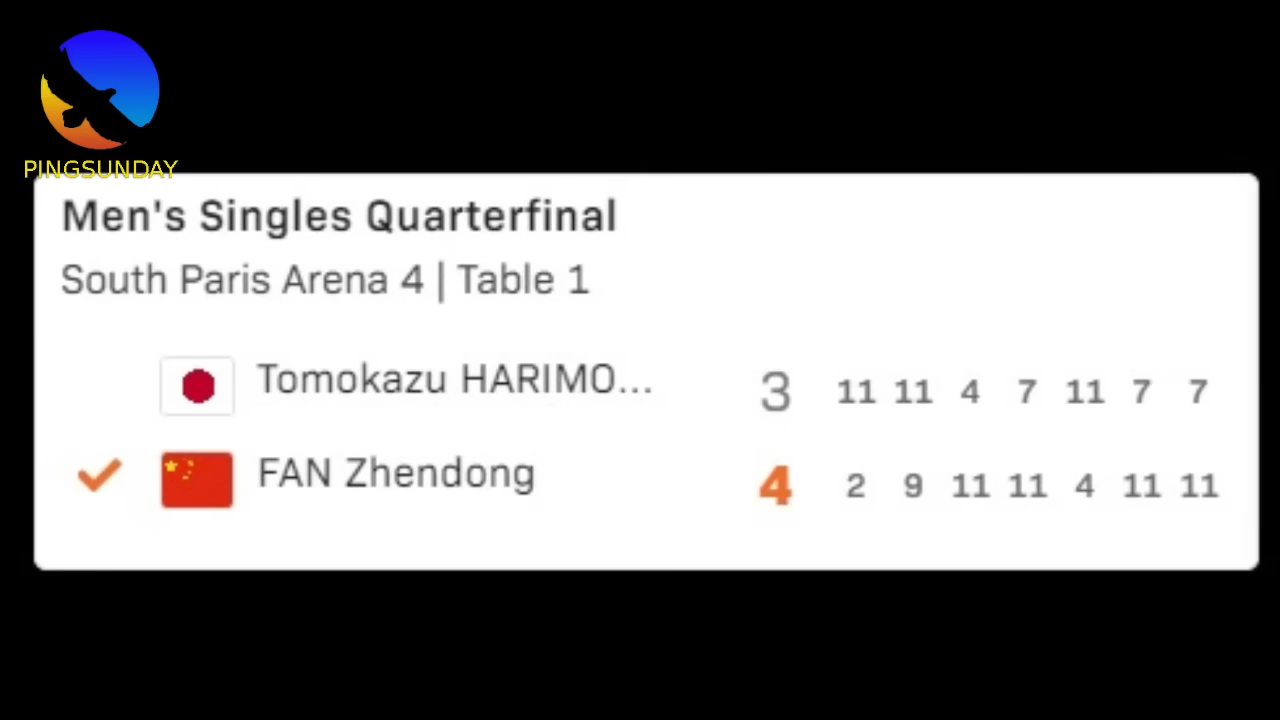 PINGSUNDAY
Men's Singles Quarterfinal
South Paris Arena 4 | Table 1
Tomokazu HARIMO... 3 11 11 4 7 11 7 7
FAN Zhendong 4 2 9 11 11 4 11 11